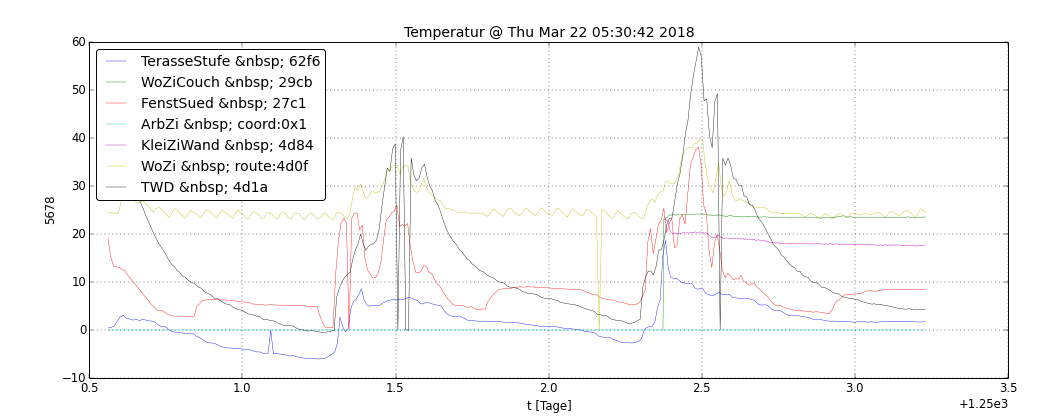 Temperatur @ Thu Mar 22 05:30:42 2018
60
50
40
30
20
10
0
−10
5678
TerasseStufe &nbsp; 62f6
WoZiCouch &nbsp; 29cb
FenstSued &nbsp; 27c1
ArbZi &nbsp; coord:0x1
KleiZiWand &nbsp; 4d84
WoZi &nbsp; route:4d0f
TWD &nbsp; 4d1a
0.5 1.0 1.5 2.0 2.5 3.0 3.5
t [Tage]
+1.25e3